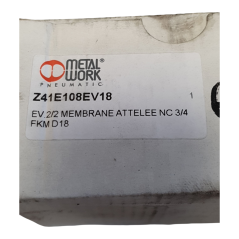 METAL
WORK
PNEUMATIC
Z41E108EV18
1
EV 2/2 MEMBRANE ATTELEE NC 3/4
FKM D18